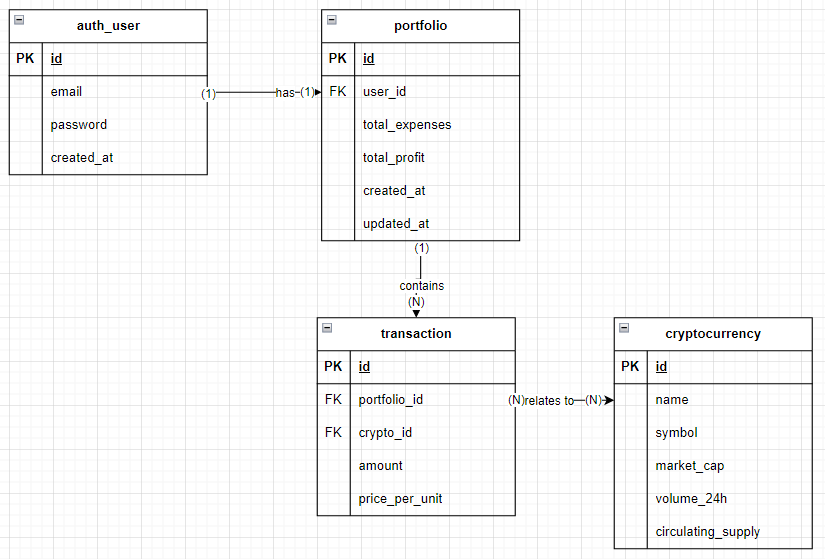 auth_user
PK id
email
password
created_at
(1) has (1)
portfolio
PK id
FK user_id
total_expenses
total_profit
created_at
updated_at
(1)
contains
(N)
transaction
PK id
FK portfolio_id
FK crypto_id
amount
price_per_unit
(N) relates to (N)
cryptocurrency
PK id
name
symbol
market_cap
volume_24h
circulating_supply